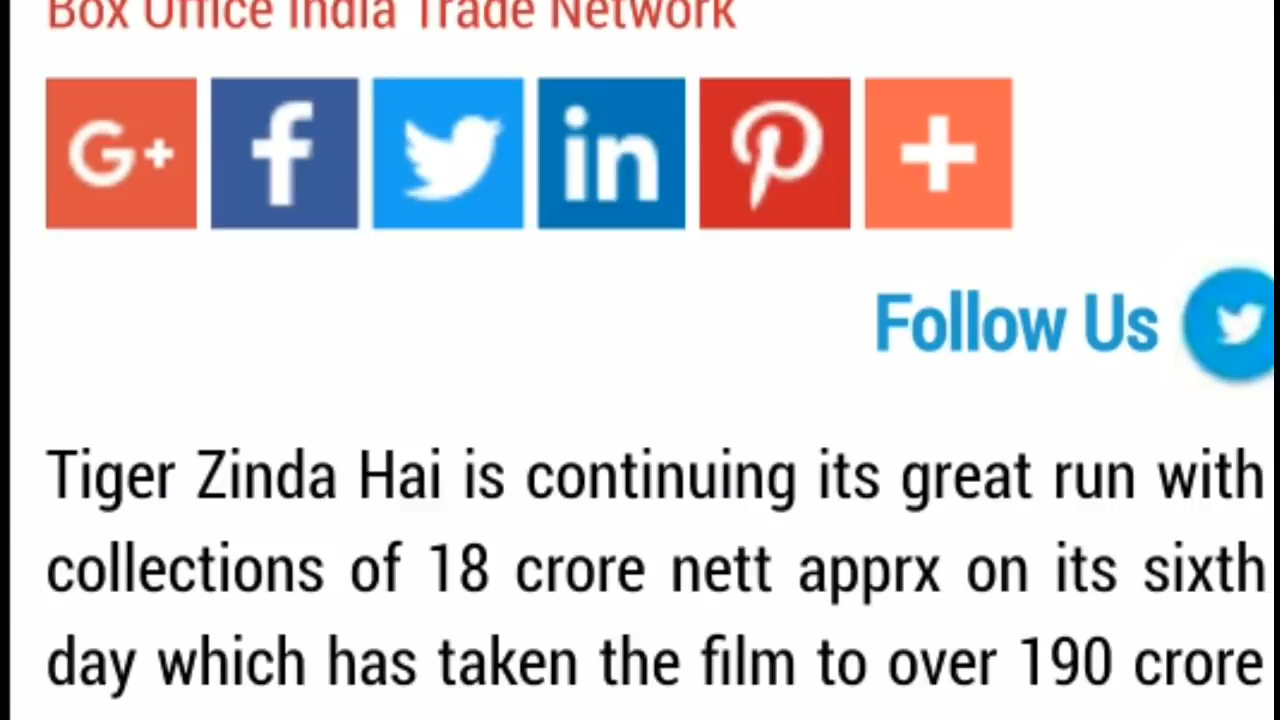 Box Office India Trade Network
G+
f
in
Follow Us
Tiger Zinda Hai is continuing its great run with
collections of 18 crore nett apprx on its sixth
day which has taken the film to over 190 crore